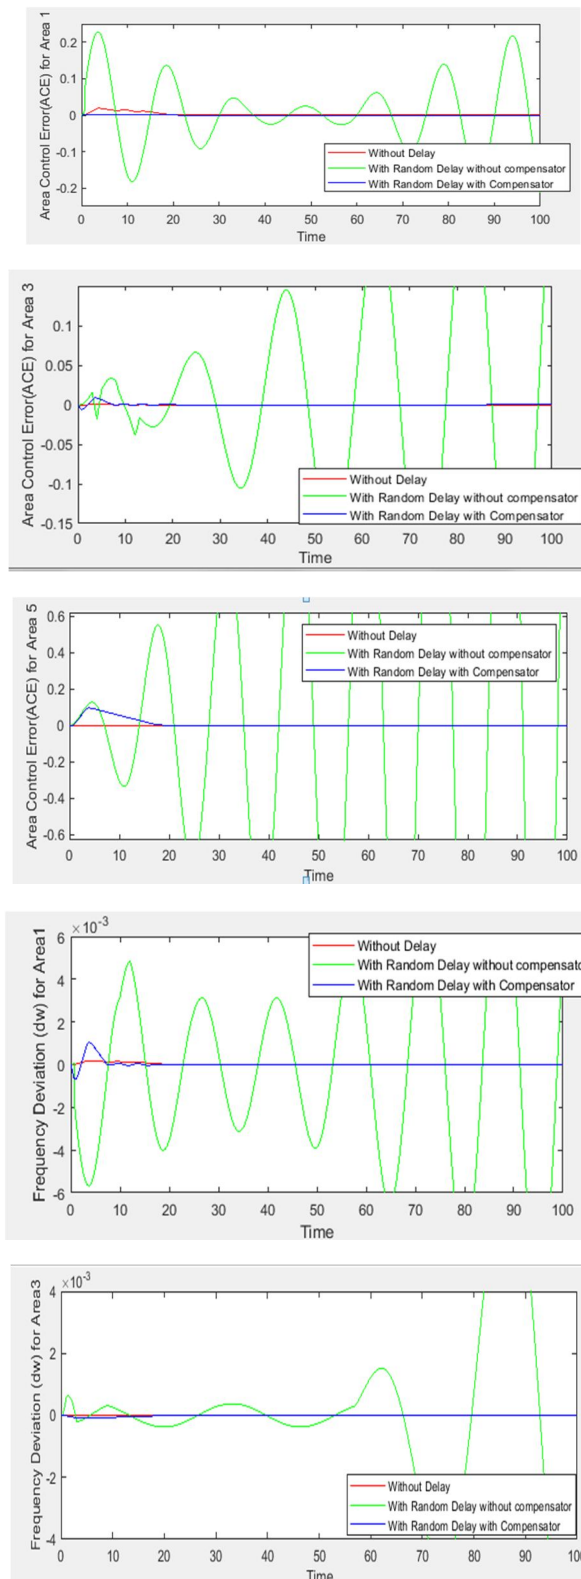 Area Control Error(ACE) for Area 1
0.2
0.1
0
-0.1
-0.2
Without Delay
With Random Delay without compensator
With Random Delay with Compensator
0 10 20 30 40 50 60 70 80 90 100
Time
Area Control Error(ACE) for Area 3
0.1
0.05
0
-0.05
-0.1
-0.15
Without Delay
With Random Delay without compensator
With Random Delay with Compensator
0 10 20 30 40 50 60 70 80 90 100
Time
Area Control Error(ACE) for Area 5
0.6
0.4
0.2
0
-0.2
-0.4
-0.6
Without Delay
With Random Delay without compensator
With Random Delay with Compensator
0 10 20 30 40 50 60 70 80 90 100
Time
Frequency Deviation (dw) for Area1
×10-3
6
4
2
0
-2
-4
-6
Without Delay
With Random Delay without compensato
With Random Delay with Compensator
0 10 20 30 40 50 60 70 80 90 100
Time
Frequency Deviation (dw) for Area3
×10-3
4
2
0
-2
-4
Without Delay
With Random Delay without compensator
With Random Delay with Compensator
0 10 20 30 40 50 60 70 80 90 100
Time